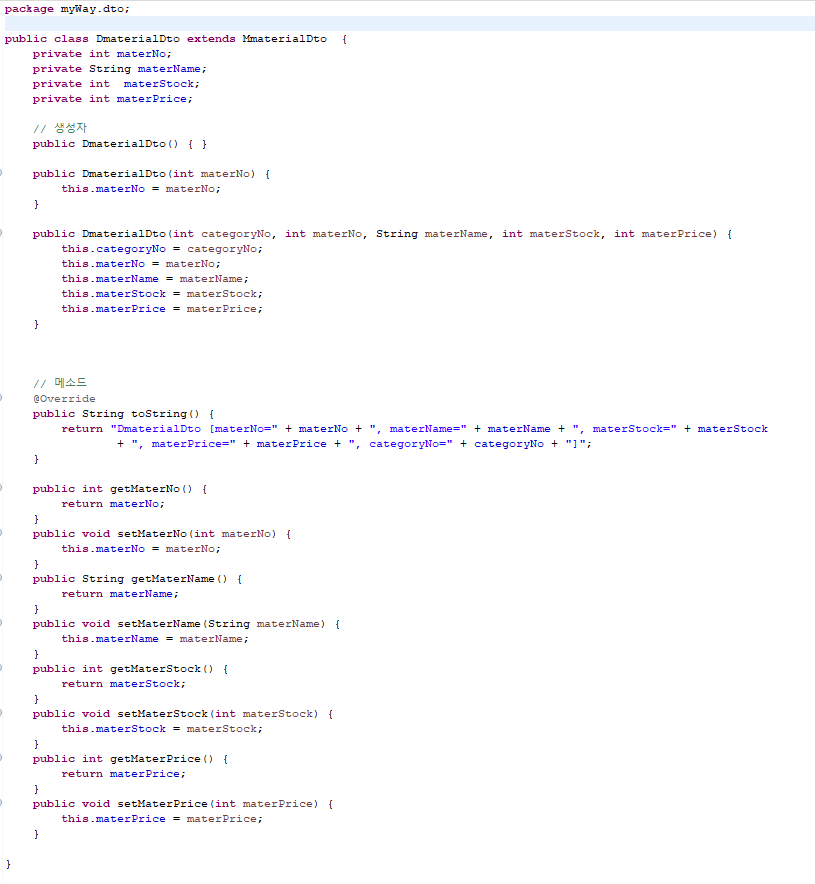 package myWay.dto;
public class DmaterialDto extends MmaterialDto  {
    private int materNo;
    private String materName;
    private int  materStock;
    private int materPrice;
    // 생성자
    public DmaterialDto() { }
    public DmaterialDto(int materNo) {
        this.materNo = materNo;
    }
    public DmaterialDto(int categoryNo, int materNo, String materName, int materStock, int materPrice) {
        this.categoryNo = categoryNo;
        this.materNo = materNo;
        this.materName = materName;
        this.materStock = materStock;
        this.materPrice = materPrice;
    }
    // 메소드
    @Override
    public String toString() {
        return "DmaterialDto [materNo=" + materNo + ", materName=" + materName + ", materStock=" + materStock
                + ", materPrice=" + materPrice + ", categoryNo=" + categoryNo + "]";
    }
    public int getMaterNo() {
        return materNo;
    }
    public void setMaterNo(int materNo) {
        this.materNo = materNo;
    }
    public String getMaterName() {
        return materName;
    }
    public void setMaterName(String materName) {
        this.materName = materName;
    }
    public int getMaterStock() {
        return materStock;
    }
    public void setMaterStock(int materStock) {
        this.materStock = materStock;
    }
    public int getMaterPrice() {
        return materPrice;
    }
    public void setMaterPrice(int materPrice) {
        this.materPrice = materPrice;
    }
}